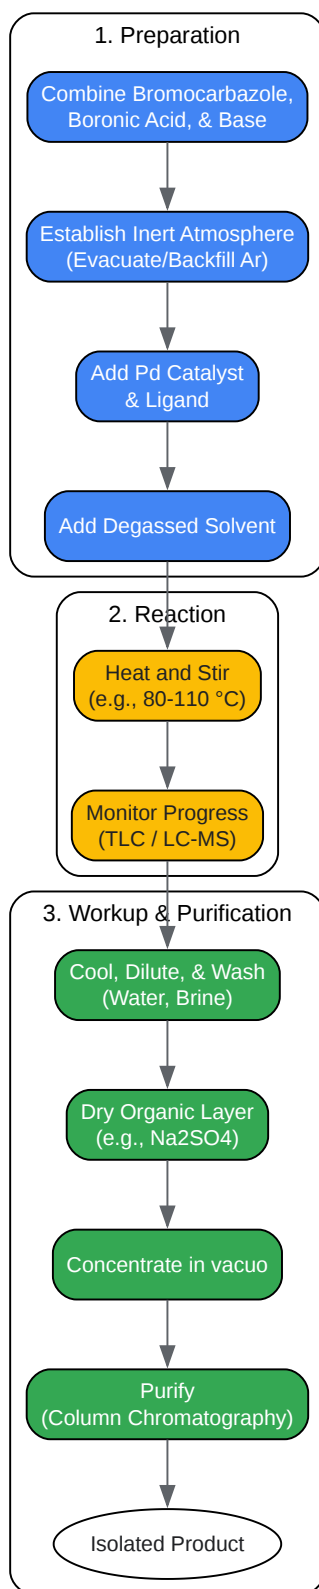 1. Preparation
Combine Bromocarbazole,
Boronic Acid, & Base
Establish Inert Atmosphere
(Evacuate/Backfill Ar)
Add Pd Catalyst
& Ligand
Add Degassed Solvent
2. Reaction
Heat and Stir
(e.g., 80-110 °C)
Monitor Progress
(TLC / LC-MS)
3. Workup & Purification
Cool, Dilute, & Wash
(Water, Brine)
Dry Organic Layer
(e.g., Na2SO4)
Concentrate in vacuo
Purify
(Column Chromatography)
Isolated Product